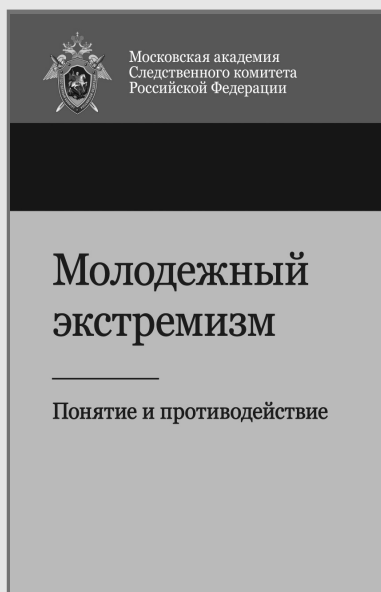 Московская академия
Следственного комитета
Российской Федерации
Молодежный
экстремизм
Понятие и противодействие